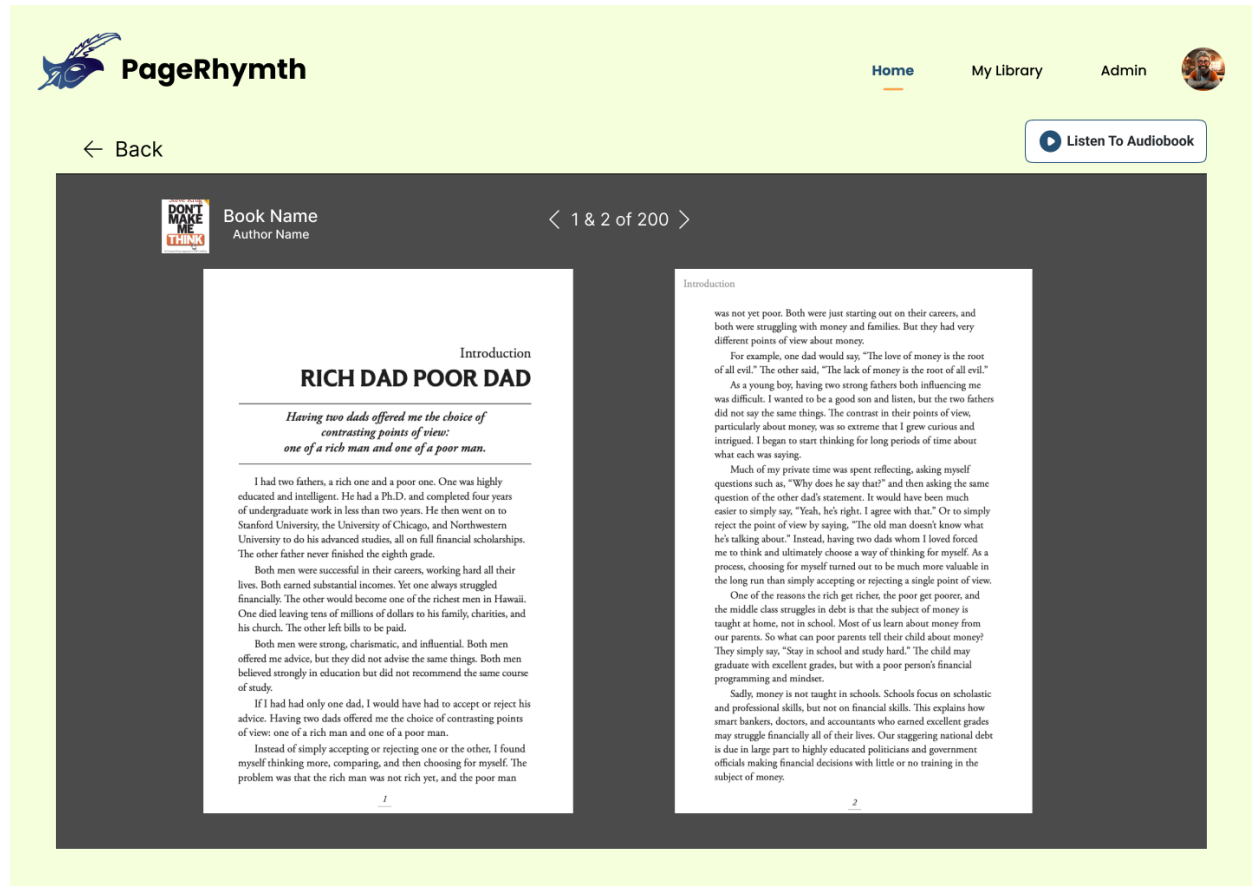 PageRhymth
Home
My Library
Admin
Back
Listen To Audiobook
DON'T
MAKE
ME
THINK
Book Name
Author Name
1 & 2 of 200
Introduction
RICH DAD POOR DAD
Having two dads offered me the choice of
contrasting points of view:
one of a rich man and one of a poor man.
I had two fathers, a rich one and a poor one. One was highly
educated and intelligent. He had a Ph.D. and completed four years
of undergraduate work in less than two years. He then went on to
Stanford University, the University of Chicago, and Northwestern
University to do his advanced studies, all on full financial scholarships.
The other father never finished the eighth grade.
Both men were successful in their careers, working hard all their
lives. Both earned substantial incomes. Yet one always struggled
financially. The other would become one of the richest men in Hawaii.
One died leaving tens of millions of dollars to his family, charities, and
his church. The other left bills to be paid.
Both men were strong, charismatic, and influential. Both men
offered me advice, but they did not advise the same things. Both men
believed strongly in education but did not recommend the same course
of study.
If I had had only one dad, I would have had to accept or reject his
advice. Having two dads offered me the choice of contrasting points
of view: one of a rich man and one of a poor man.
Instead of simply accepting or rejecting one or the other, I found
myself thinking more, comparing, and then choosing for myself. The
problem was that the rich man was not rich yet, and the poor man
1
Introduction
was not yet poor. Both were just starting out on their careers, and
both were struggling with money and families. But they had very
different points of view about money.
For example, one dad would say, “The love of money is the root
of all evil.” The other said, “The lack of money is the root of all evil.”
As a young boy, having two strong fathers both influencing me
was difficult. I wanted to be a good son and listen, but the two fathers
did not say the same things. The contrast in their points of view,
particularly about money, was so extreme that I grew curious and
intrigued. I began to start thinking for long periods of time about
what each was saying.
Much of my private time was spent reflecting, asking myself
questions such as, “Why does he say that?” and then asking the same
question of the other dad’s statement. It would have been much
easier to simply say, “Yeah, he’s right. I agree with that.” Or to simply
reject the point of view by saying, “The old man doesn’t know what
he’s talking about.” Instead, having two dads whom I loved forced
me to think and ultimately choose a way of thinking for myself. As a
process, choosing for myself turned out to be much more valuable in
the long run than simply accepting or rejecting a single point of view.
One of the reasons the rich get richer, the poor get poorer, and
the middle class struggles in debt is that the subject of money is
taught at home, not in school. Most of us learn about money from
our parents. So what can poor parents tell their child about money?
They simply say, “Stay in school and study hard.” The child may
graduate with excellent grades, but with a poor person’s financial
programming and mindset.
Sadly, money is not taught in schools. Schools focus on scholastic
and professional skills, but not on financial skills. This explains how
smart bankers, doctors, and accountants who earned excellent grades
may struggle financially all of their lives. Our staggering national debt
is due in large part to highly educated politicians and government
officials making financial decisions with little or no training in the
subject of money.
2